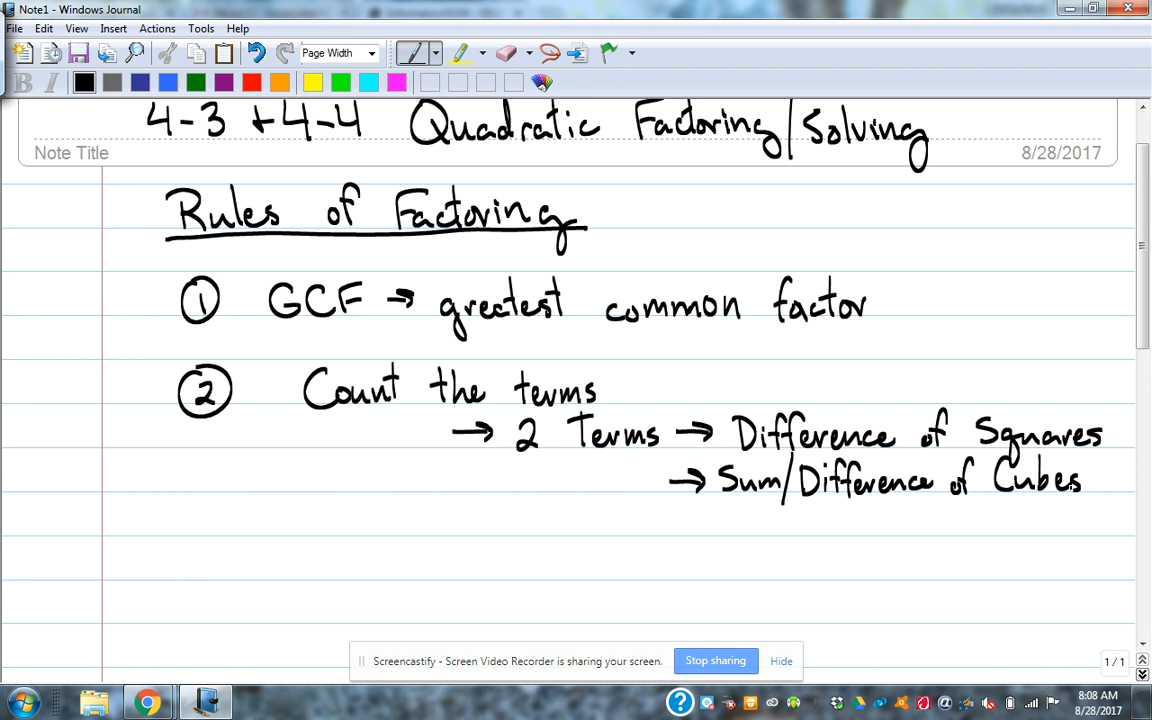 Note1 - Windows Journal
File Edit View Insert Actions Tools Help
Page Width
B I
4-3 + 4-4 Quadratic Factoring/Solving
Note Title 8/28/2017
Rules of Factoring
1 GCF → greatest common factor
2 Count the terms
→ 2 Terms → Difference of Squares
→ Sum/Difference of Cubes
Screencastify - Screen Video Recorder is sharing your screen. Stop sharing Hide
1 / 1
8:08 AM
8/28/2017